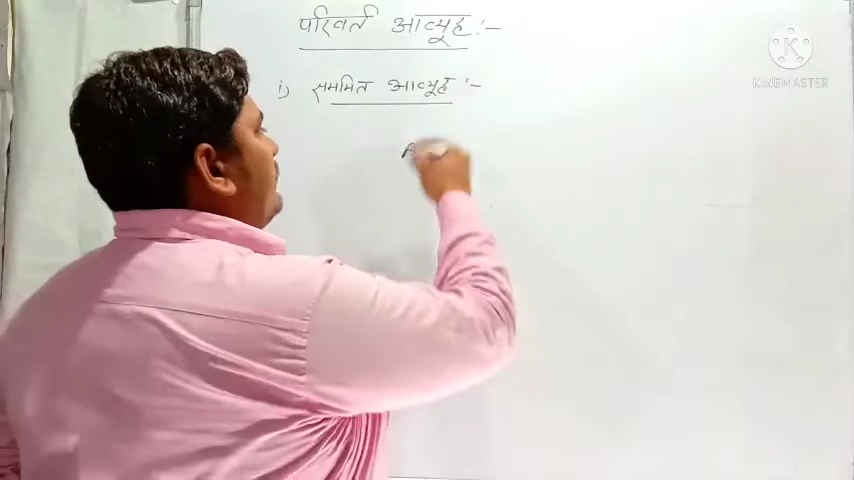 परिवर्त आव्यूह :-
i) सममित आव्यूह :-
A
K
KINEMASTER